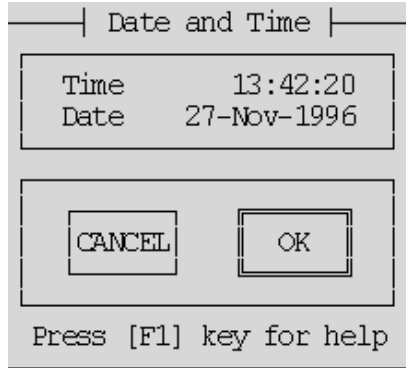 Date and Time
Time 13:42:20
Date 27-Nov-1996
CANCEL OK
Press [F1] key for help